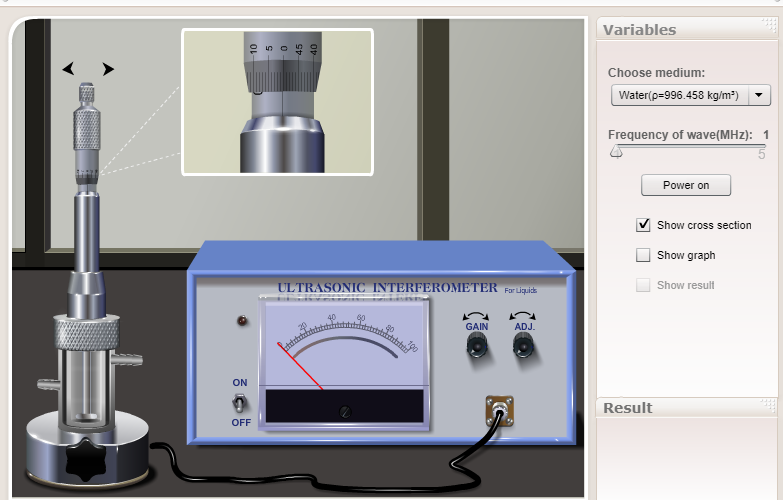 10 5 0 45 40
Variables
Choose medium:
Water(ρ=996.458 kg/m³)
Frequency of wave(MHz): 1
5
Power on
Show cross section
Show graph
Show result
ULTRASONIC INTERFEROMETER For Liquids
0 20 40 60 80 100
GAIN ADJ.
ON
OFF
Result